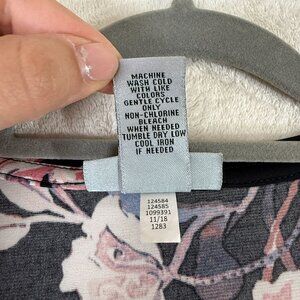 MACHINE
WASH COLD
WITH LIKE
COLORS
GENTLE CYCLE
ONLY
NON-CHLORINE
BLEACH
WHEN NEEDED
TUMBLE DRY LOW
COOL IRON
IF NEEDED
124584
124585
1099391
11/18
1283